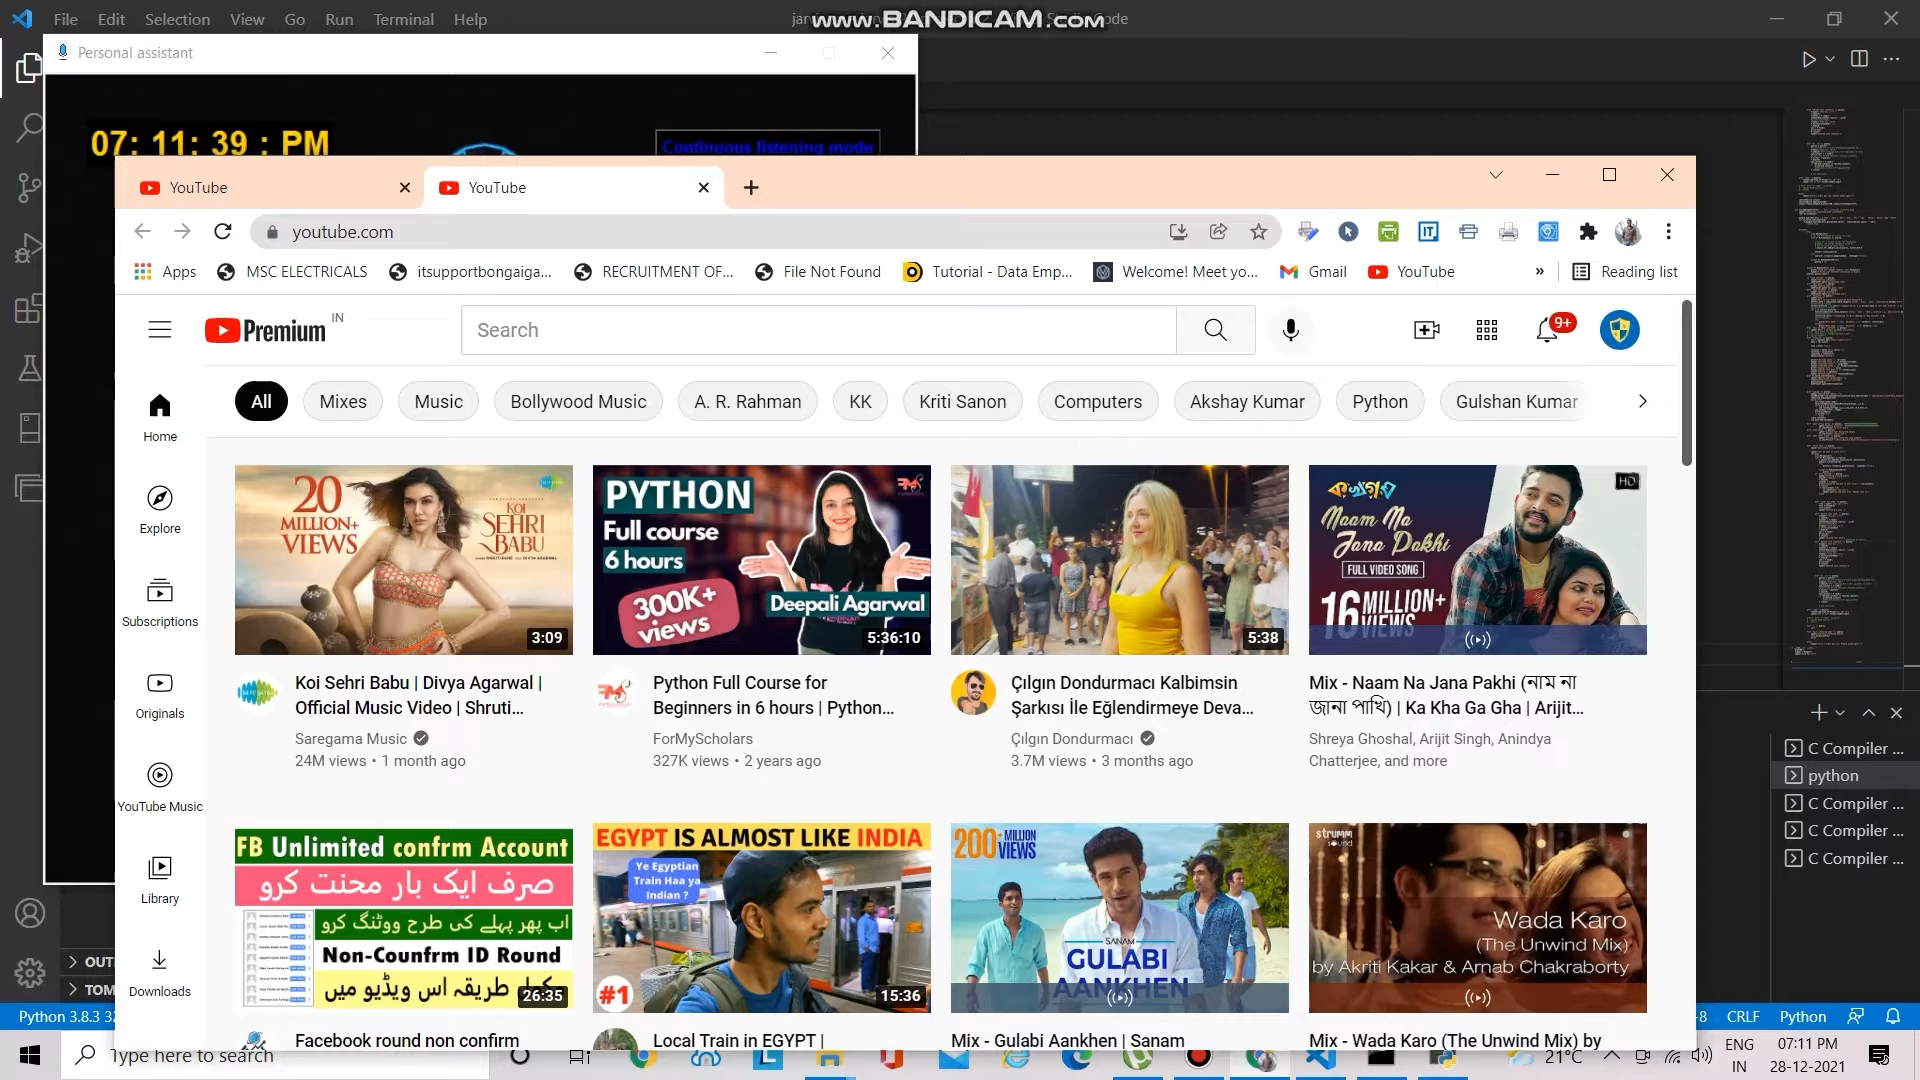 File Edit Selection View Go Run Terminal Help
www.BANDICAM.com
Code
Personal assistant
07: 11: 39 : PM
Continuous listening mode
YouTube
YouTube
youtube.com
Apps
MSC ELECTRICALS
itsupportbongaiga...
RECRUITMENT OF...
File Not Found
Tutorial - Data Emp...
Welcome! Meet yo...
Gmail
YouTube
»
Reading list
Premium IN
Search
9+
All
Mixes
Music
Bollywood Music
A. R. Rahman
KK
Kriti Sanon
Computers
Akshay Kumar
Python
Gulshan Kumar
Home
Explore
Subscriptions
Originals
YouTube Music
Library
Downloads
20
MILLION+
VIEWS
KOI
SEHRI
BABU
3:09
Koi Sehri Babu | Divya Agarwal |
Official Music Video | Shruti...
Saregama Music
24M views • 1 month ago
PYTHON
Full course
6 hours
300K+
views
Deepali Agarwal
5:36:10
Python Full Course for
Beginners in 6 hours | Python...
ForMyScholars
327K views • 2 years ago
5:38
Çılgın Dondurmacı Kalbimsin
Şarkısı İle Eğlendirmeye Deva...
Çılgın Dondurmacı
3.7M views • 3 months ago
HD
Naam Na
Jana Pakhi
FULL VIDEO SONG
16 MILLION+
VIEWS
Mix - Naam Na Jana Pakhi (নাম না
জানা পাখি) | Ka Kha Ga Gha | Arijit...
Shreya Ghoshal, Arijit Singh, Anindya
Chatterjee, and more
FB Unlimited confrm Account
صرف ایک بار محنت کرو
اب پھر پہلے کی طرح ووٹنگ کرو
Non-Counfrm ID Round
مکمل طریقہ اس ویڈیو میں
26:35
Facebook round non confirm
EGYPT IS ALMOST LIKE INDIA
Ye Egyptian
Train Haa ya
Indian ?
#1
15:36
Local Train in EGYPT |
200+ MILLION
VIEWS
SANAM
GULABI
AANKHEN
Mix - Gulabi Aankhen | Sanam
strumm
sound
Wada Karo
(The Unwind Mix)
by Akriti Kakar & Arnab Chakraborty
Mix - Wada Karo (The Unwind Mix) by
C Compiler ...
python
C Compiler ...
C Compiler ...
C Compiler ...
OUT
TOM
Python 3.8.3 32
-8
CRLF
Python
Type here to search
21°C
ENG
IN
07:11 PM
28-12-2021